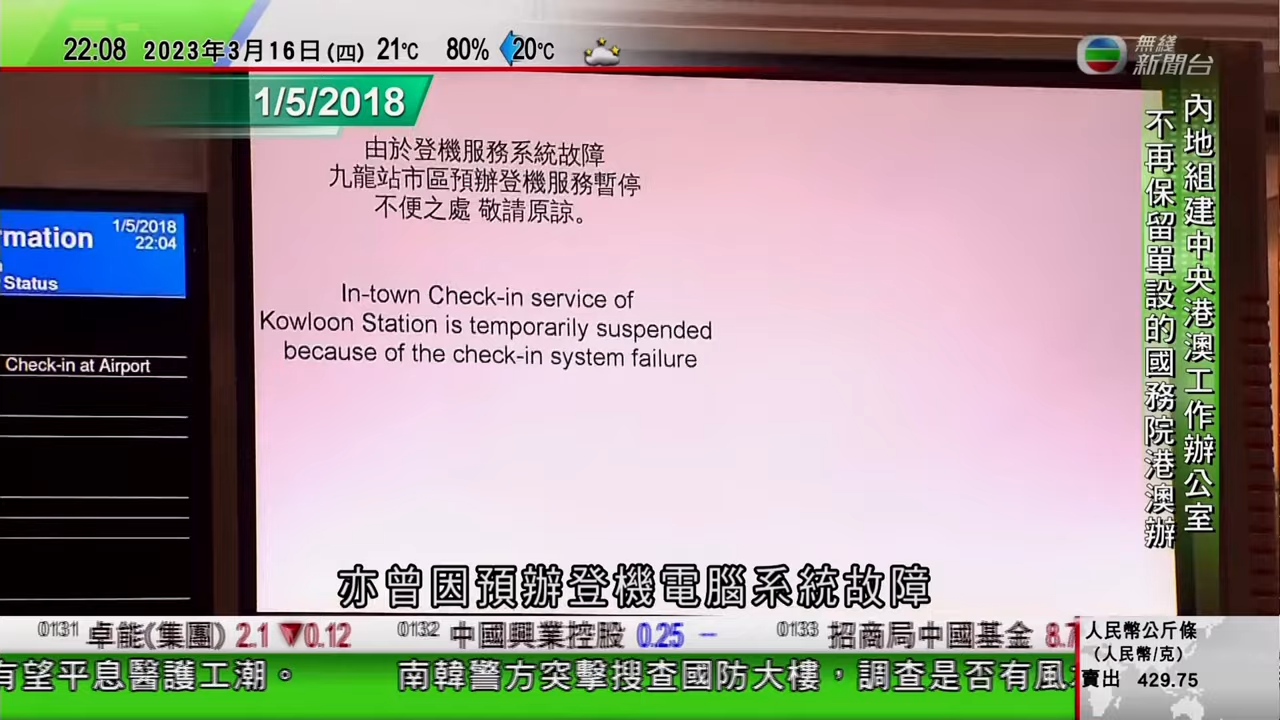 22:08 2023年3月16日(四) 21℃ 80% 20℃
無綫
新聞台
1/5/2018
由於登機服務系統故障
九龍站市區預辦登機服務暫停
不便之處 敬請原諒。
In-town Check-in service of
Kowloon Station is temporarily suspended
because of the check-in system failure
rmation
1/5/2018
22:04
Status
Check-in at Airport
內地組建中央港澳工作辦公室
不再保留單設的國務院港澳辦
亦曾因預辦登機電腦系統故障
0131 卓能(集團) 2.1 ▼0.12 0132 中國興業控股 0.25 – 0133 招商局中國基金 8.7
有望平息醫護工潮。 南韓警方突擊搜查國防大樓，調查是否有風
人民幣公斤條
(人民幣/克)
賣出 429.75